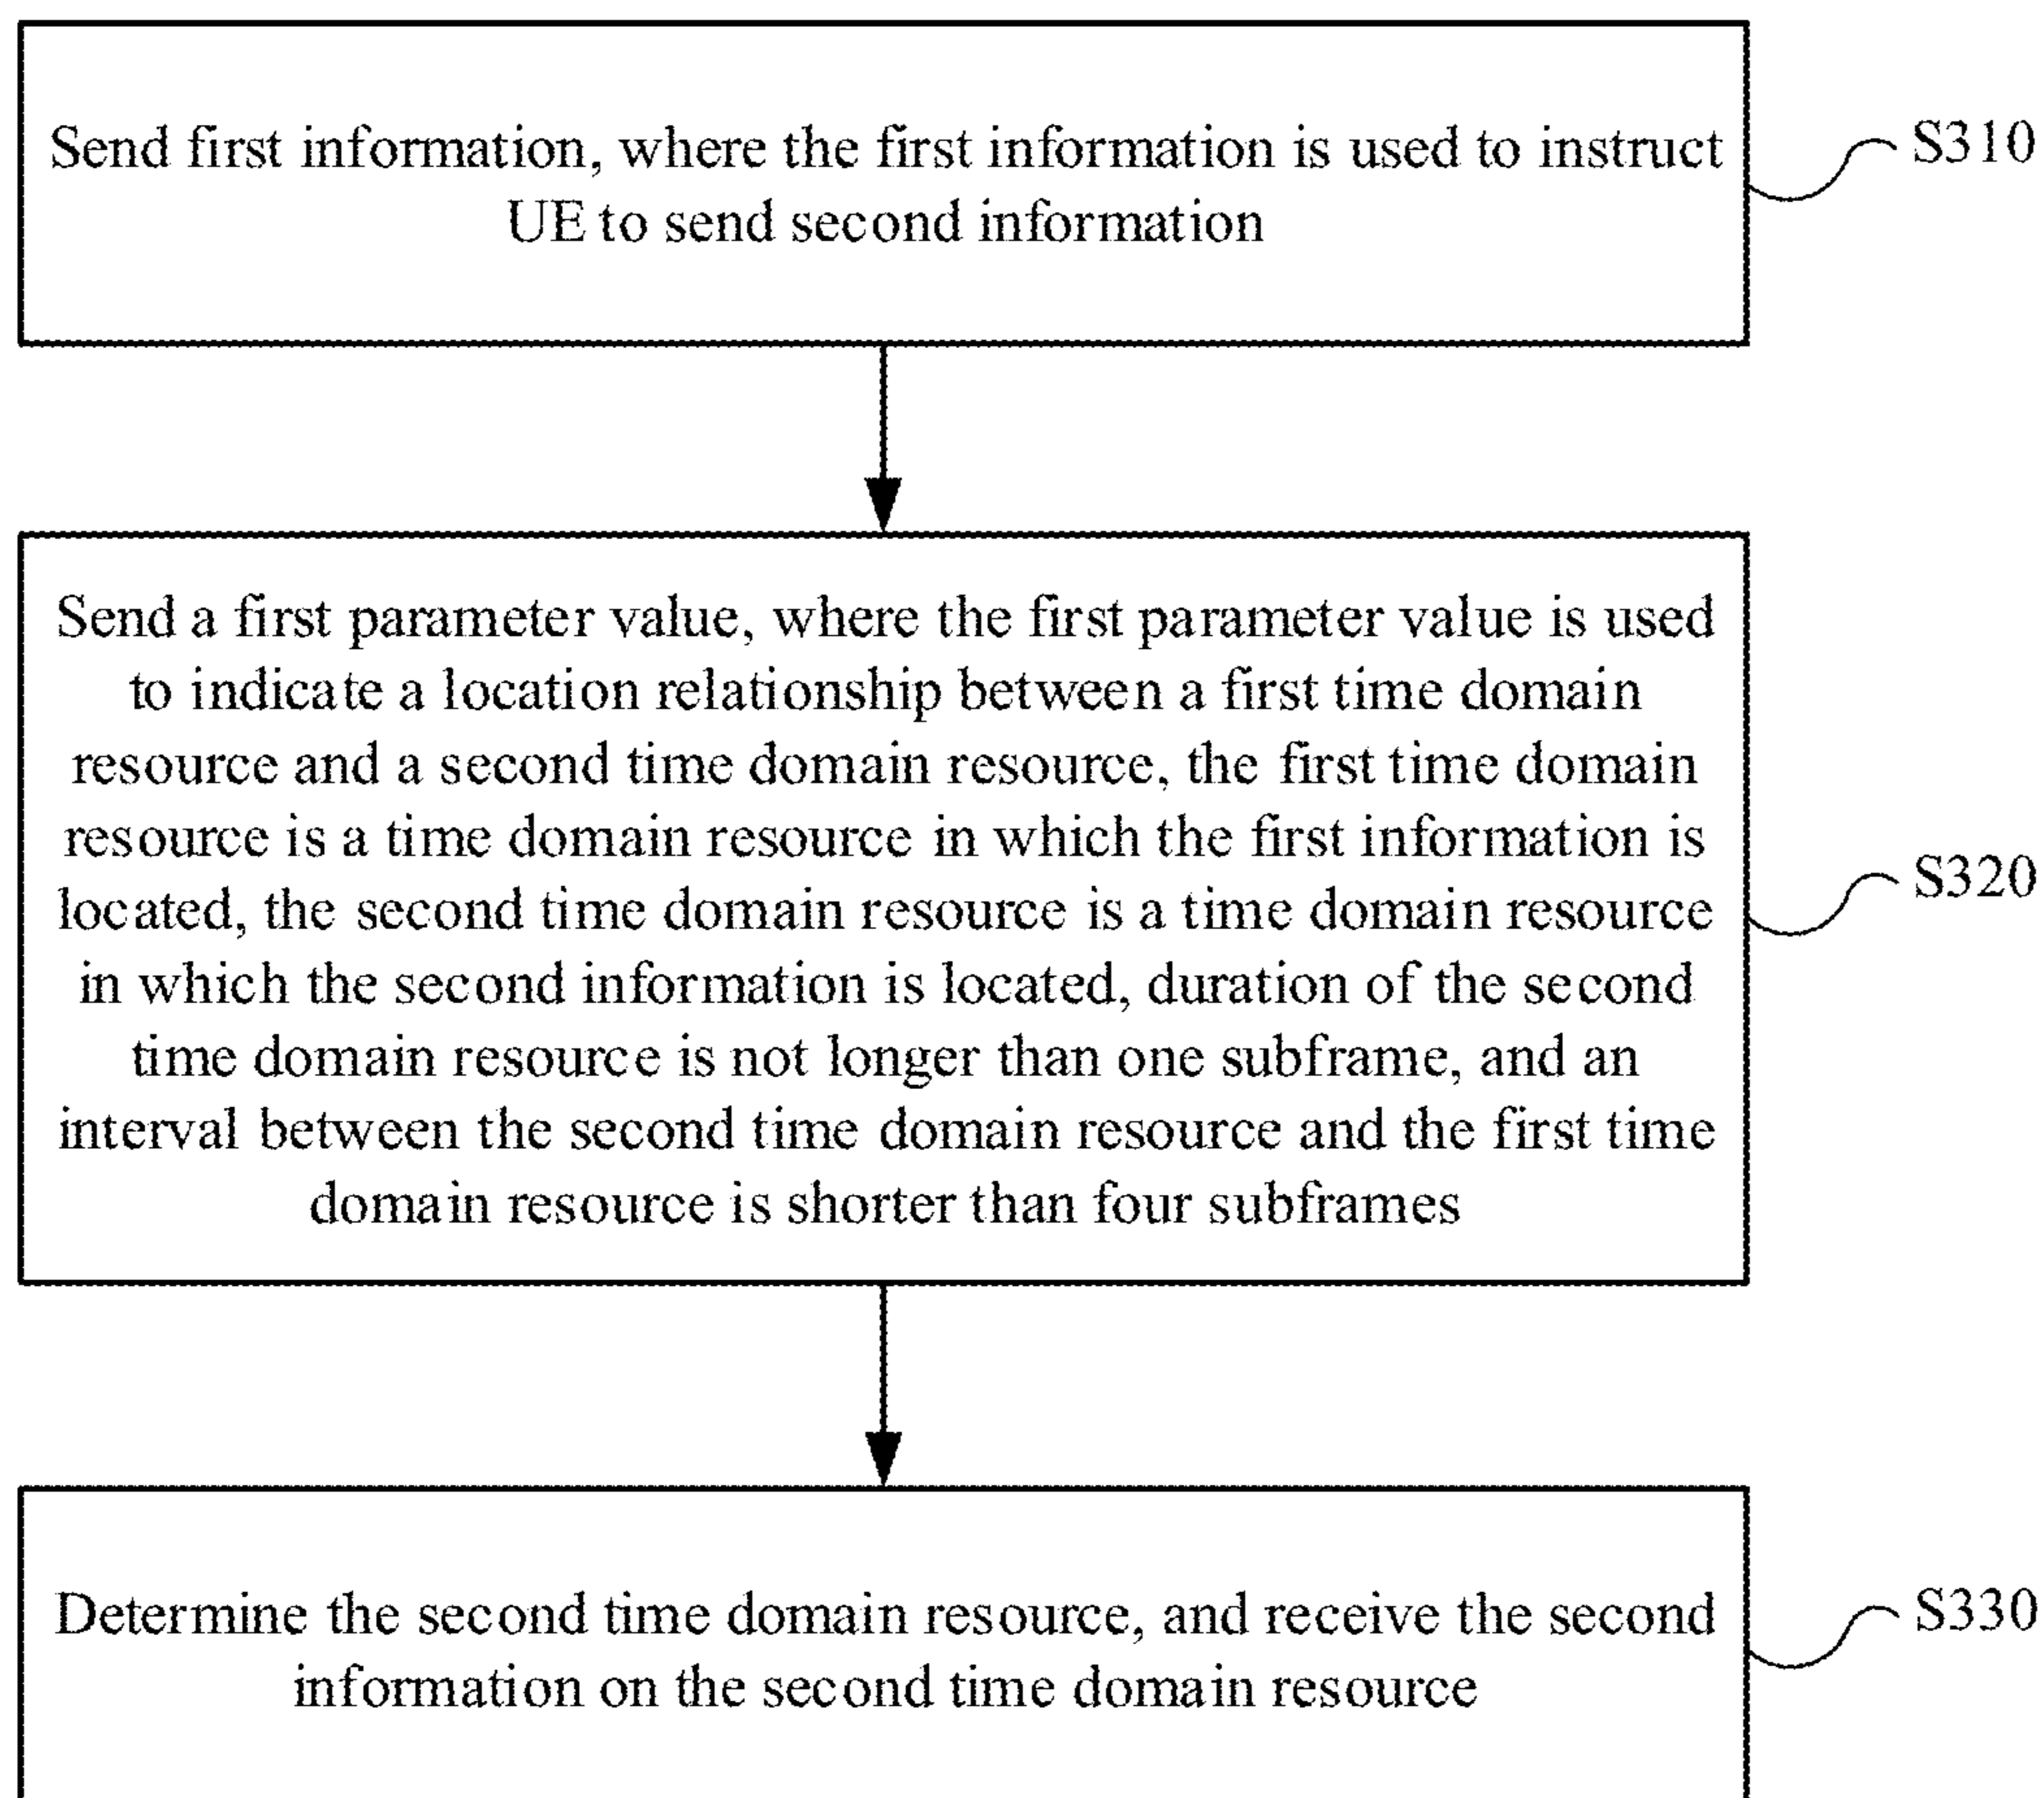 Send first information, where the first information is used to instruct
UE to send second information
S310
Send a first parameter value, where the first parameter value is used
to indicate a location relationship between a first time domain
resource and a second time domain resource, the first time domain
resource is a time domain resource in which the first information is
located, the second time domain resource is a time domain resource
in which the second information is located, duration of the second
time domain resource is not longer than one subframe, and an
interval between the second time domain resource and the first time
domain resource is shorter than four subframes
S320
Determine the second time domain resource, and receive the second
information on the second time domain resource
S330